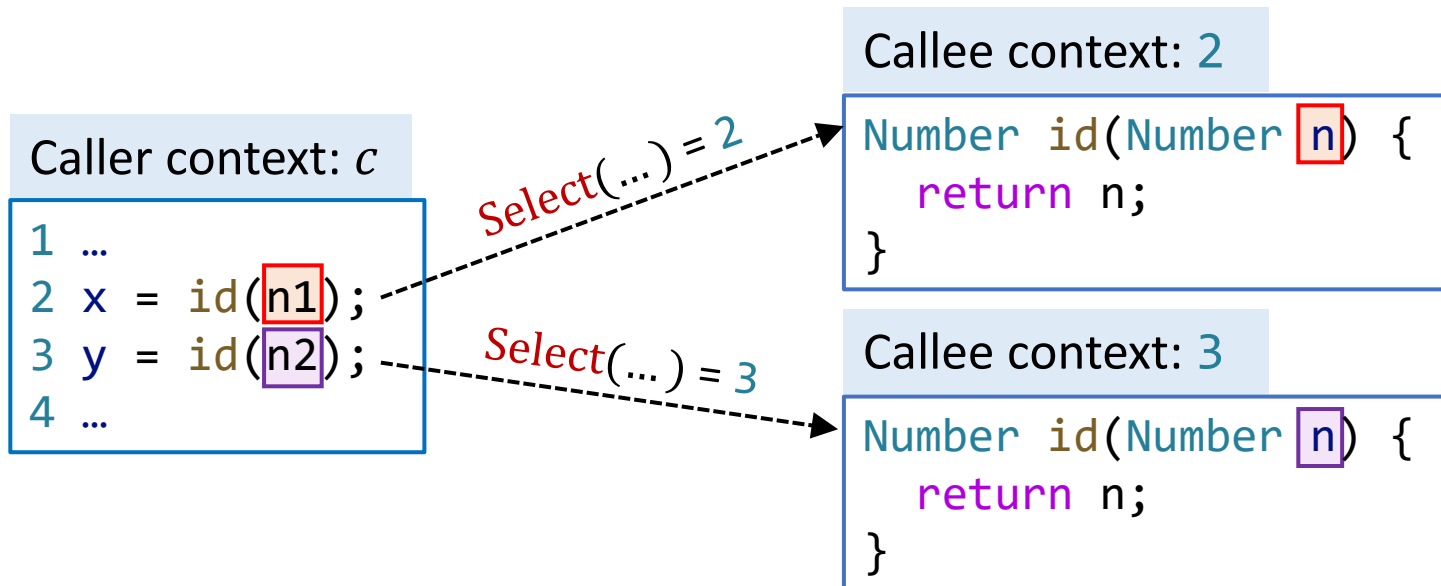 Caller context: c
1 …
2 x = id(n1);
3 y = id(n2);
4 …
Select(…) = 2
Select(…) = 3
Callee context: 2
Number id(Number n) {
return n;
}
Callee context: 3
Number id(Number n) {
return n;
}